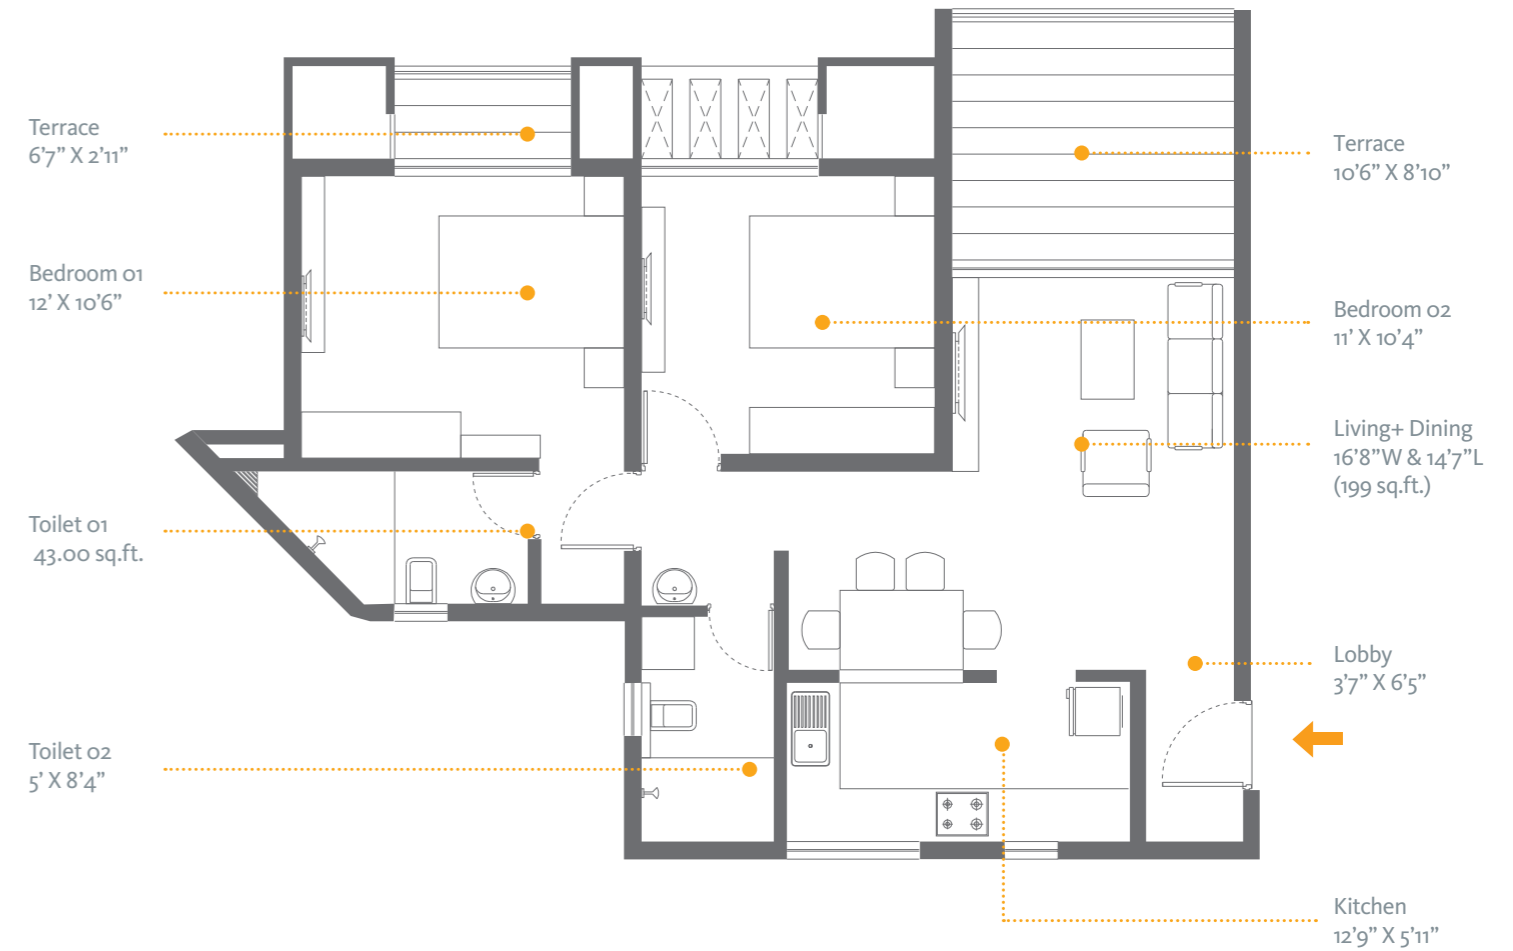 Terrace
6’7” X 2’11”
Bedroom 01
12’ X 10’6”
Toilet 01
43.00 sq.ft.
Toilet 02
5’ X 8’4”
Terrace
10’6” X 8’10”
Bedroom 02
11’ X 10’4”
Living+ Dining
16’8”W & 14’7”L
(199 sq.ft.)
Lobby
3’7” X 6’5”
Kitchen
12’9” X 5’11”